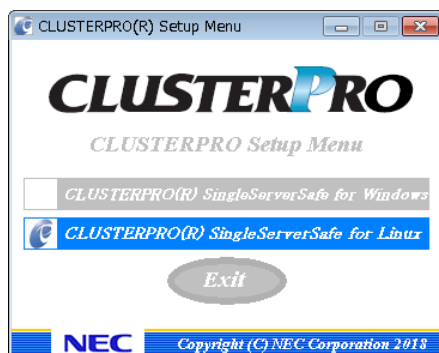 CLUSTERPRO(R) Setup Menu
CLUSTERPRO
CLUSTERPRO Setup Menu
CLUSTERPRO(R) SingleServerSafe for Windows
CLUSTERPRO(R) SingleServerSafe for Linux
Exit
NEC Copyright (C) NEC Corporation 2018